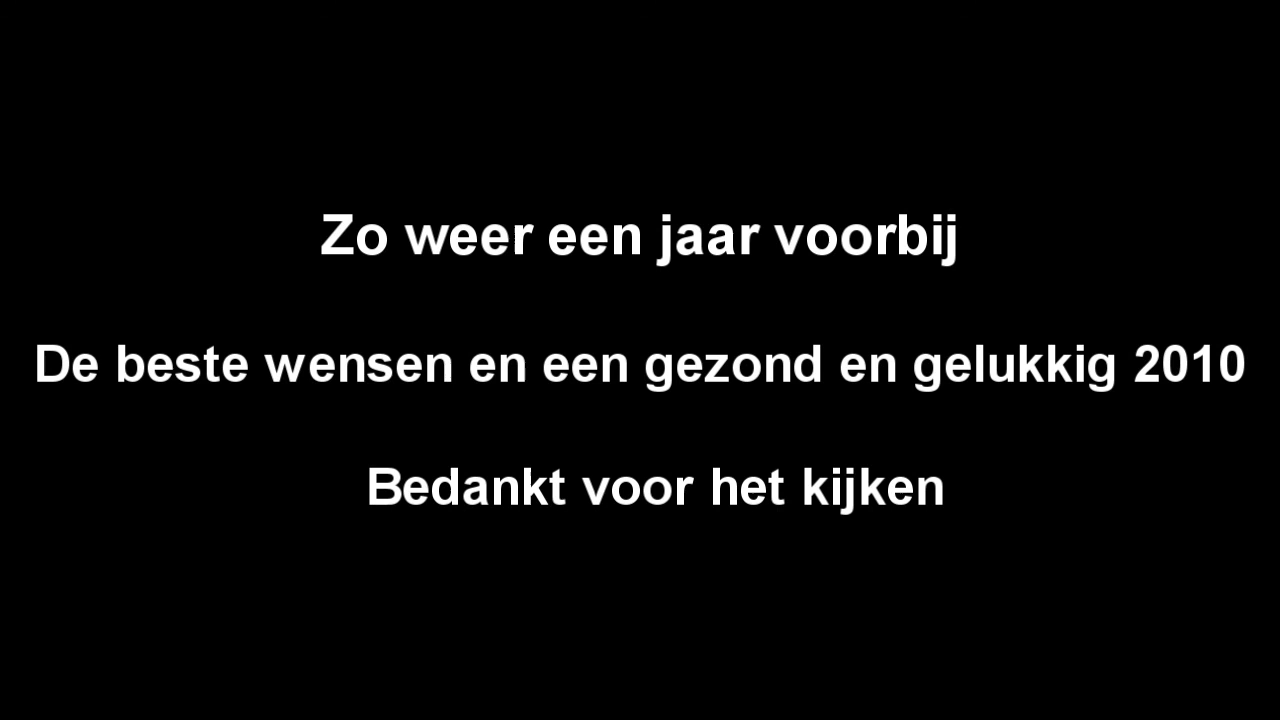 Zo weer een jaar voorbij
De beste wensen en een gezond en gelukkig 2010
Bedankt voor het kijken